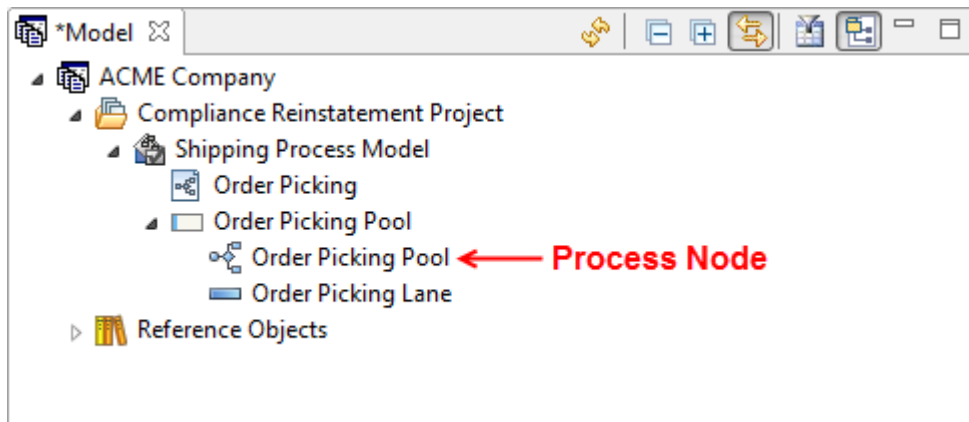 *Model
ACME Company
Compliance Reinstatement Project
Shipping Process Model
Order Picking
Order Picking Pool
Order Picking Pool Process Node
Order Picking Lane
Reference Objects